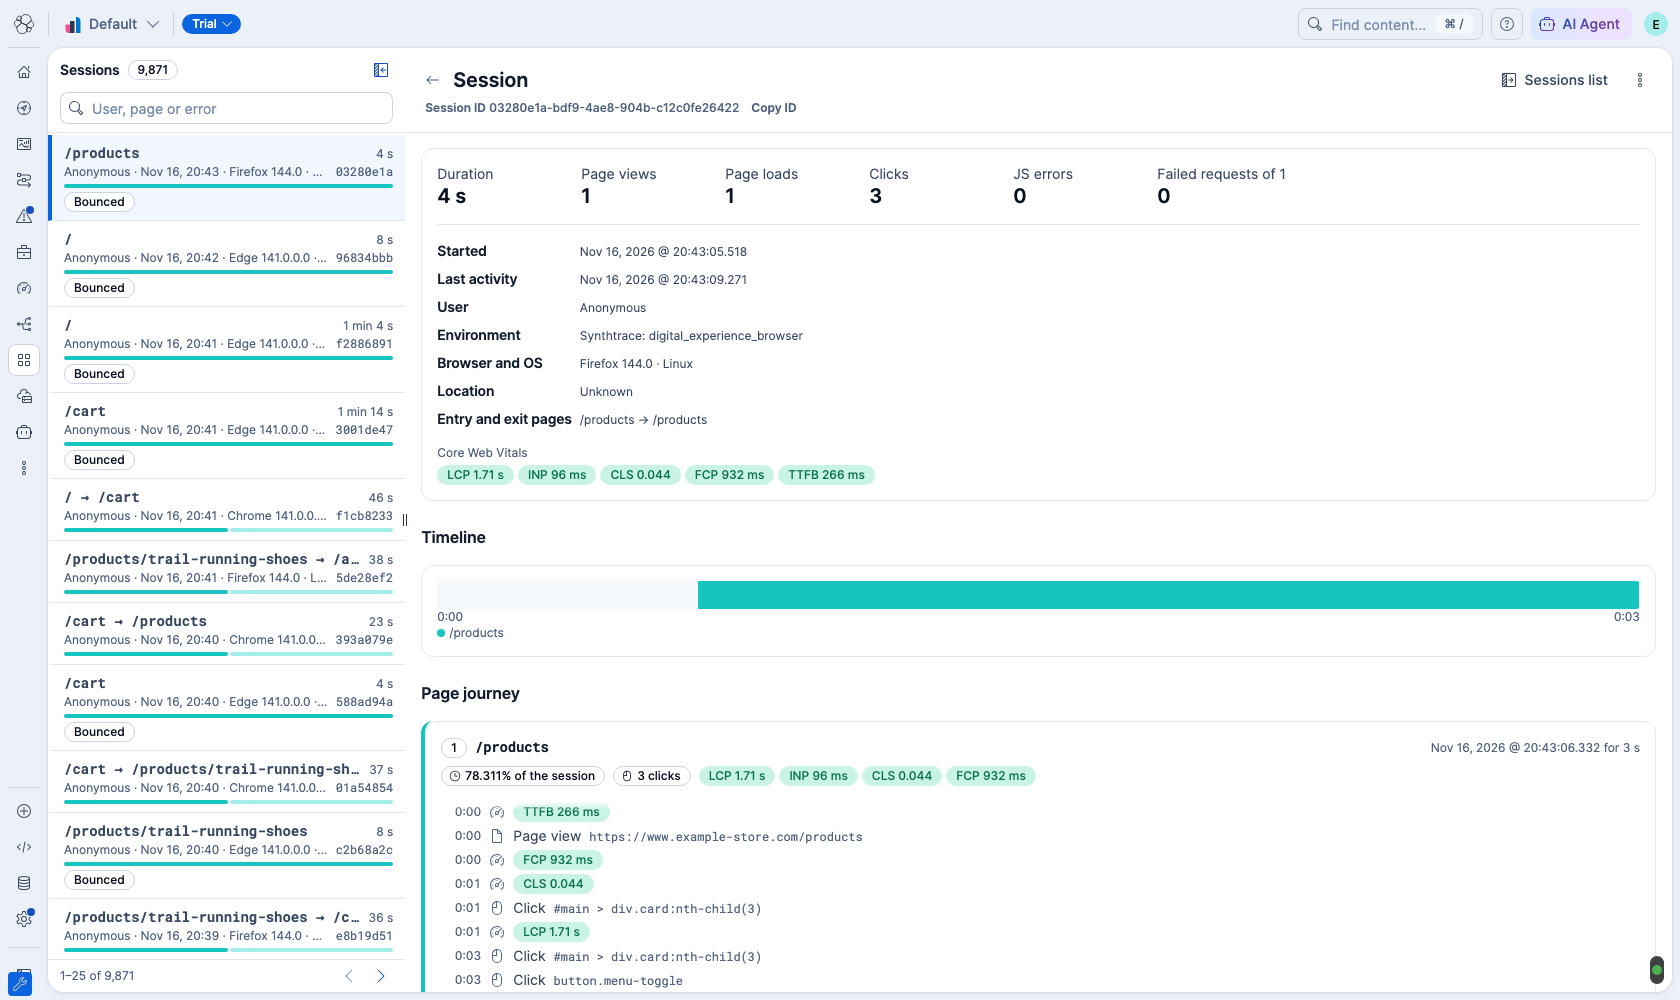 Default
Trial
Find content...
⌘ /
AI Agent
E
Sessions 9,871
User, page or error
/products 4 s
Anonymous · Nov 16, 20:43 · Firefox 144.0 · ... 03280e1a
Bounced
/ 8 s
Anonymous · Nov 16, 20:42 · Edge 141.0.0.0 ·... 96834bbb
Bounced
/ 1 min 4 s
Anonymous · Nov 16, 20:41 · Edge 141.0.0.0 ·... f2886891
Bounced
/cart 1 min 14 s
Anonymous · Nov 16, 20:41 · Edge 141.0.0.0 ·... 3001de47
Bounced
/ → /cart 46 s
Anonymous · Nov 16, 20:41 · Chrome 141.0.0.... f1cb8233
/products/trail-running-shoes → /a... 38 s
Anonymous · Nov 16, 20:41 · Firefox 144.0 · L... 5de28ef2
/cart → /products 23 s
Anonymous · Nov 16, 20:40 · Chrome 141.0.0... 393a079e
/cart 4 s
Anonymous · Nov 16, 20:40 · Edge 141.0.0.0 ·... 588ad94a
Bounced
/cart → /products/trail-running-sh... 37 s
Anonymous · Nov 16, 20:40 · Chrome 141.0.0... 01a54854
/products/trail-running-shoes 8 s
Anonymous · Nov 16, 20:40 · Edge 141.0.0.0 ·... c2b68a2c
Bounced
/products/trail-running-shoes → /c... 36 s
Anonymous · Nov 16, 20:39 · Firefox 144.0 · ... e8b19d51
1–25 of 9,871
← Session
Sessions list
Session ID 03280e1a-bdf9-4ae8-904b-c12c0fe26422 Copy ID
Duration Page views Page loads Clicks JS errors Failed requests of 1
4 s 1 1 3 0 0
Started Nov 16, 2026 @ 20:43:05.518
Last activity Nov 16, 2026 @ 20:43:09.271
User Anonymous
Environment Synthtrace: digital_experience_browser
Browser and OS Firefox 144.0 · Linux
Location Unknown
Entry and exit pages /products → /products
Core Web Vitals
LCP 1.71 s INP 96 ms CLS 0.044 FCP 932 ms TTFB 266 ms
Timeline
0:00 0:03
/products
Page journey
1 /products Nov 16, 2026 @ 20:43:06.332 for 3 s
78.311% of the session 3 clicks LCP 1.71 s INP 96 ms CLS 0.044 FCP 932 ms
0:00 TTFB 266 ms
0:00 Page view https://www.example-store.com/products
0:00 FCP 932 ms
0:01 CLS 0.044
0:01 Click #main > div.card:nth-child(3)
0:01 LCP 1.71 s
0:03 Click #main > div.card:nth-child(3)
0:03 Click button.menu-toggle